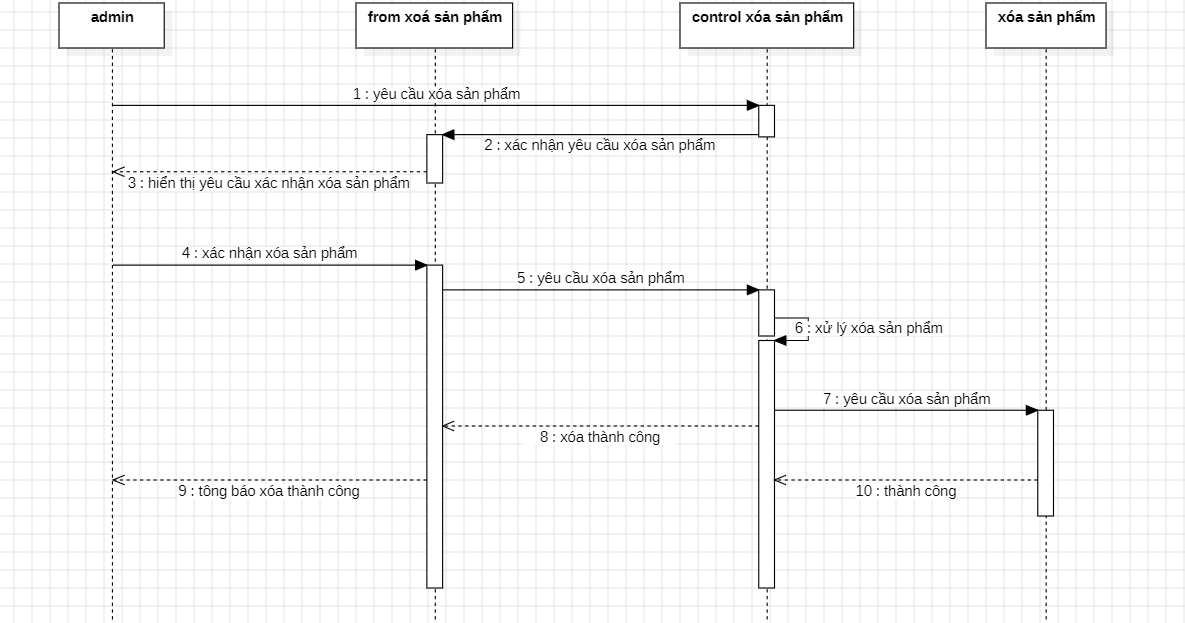 admin
from xoá sản phẩm
control xóa sản phẩm
xóa sản phẩm
1 : yêu cầu xóa sản phẩm
2 : xác nhận yêu cầu xóa sản phẩm
3 : hiển thị yêu cầu xác nhận xóa sản phẩm
4 : xác nhận xóa sản phẩm
5 : yêu cầu xóa sản phẩm
6 : xử lý xóa sản phẩm
7 : yêu cầu xóa sản phẩm
8 : xóa thành công
9 : tông báo xóa thành công
10 : thành công